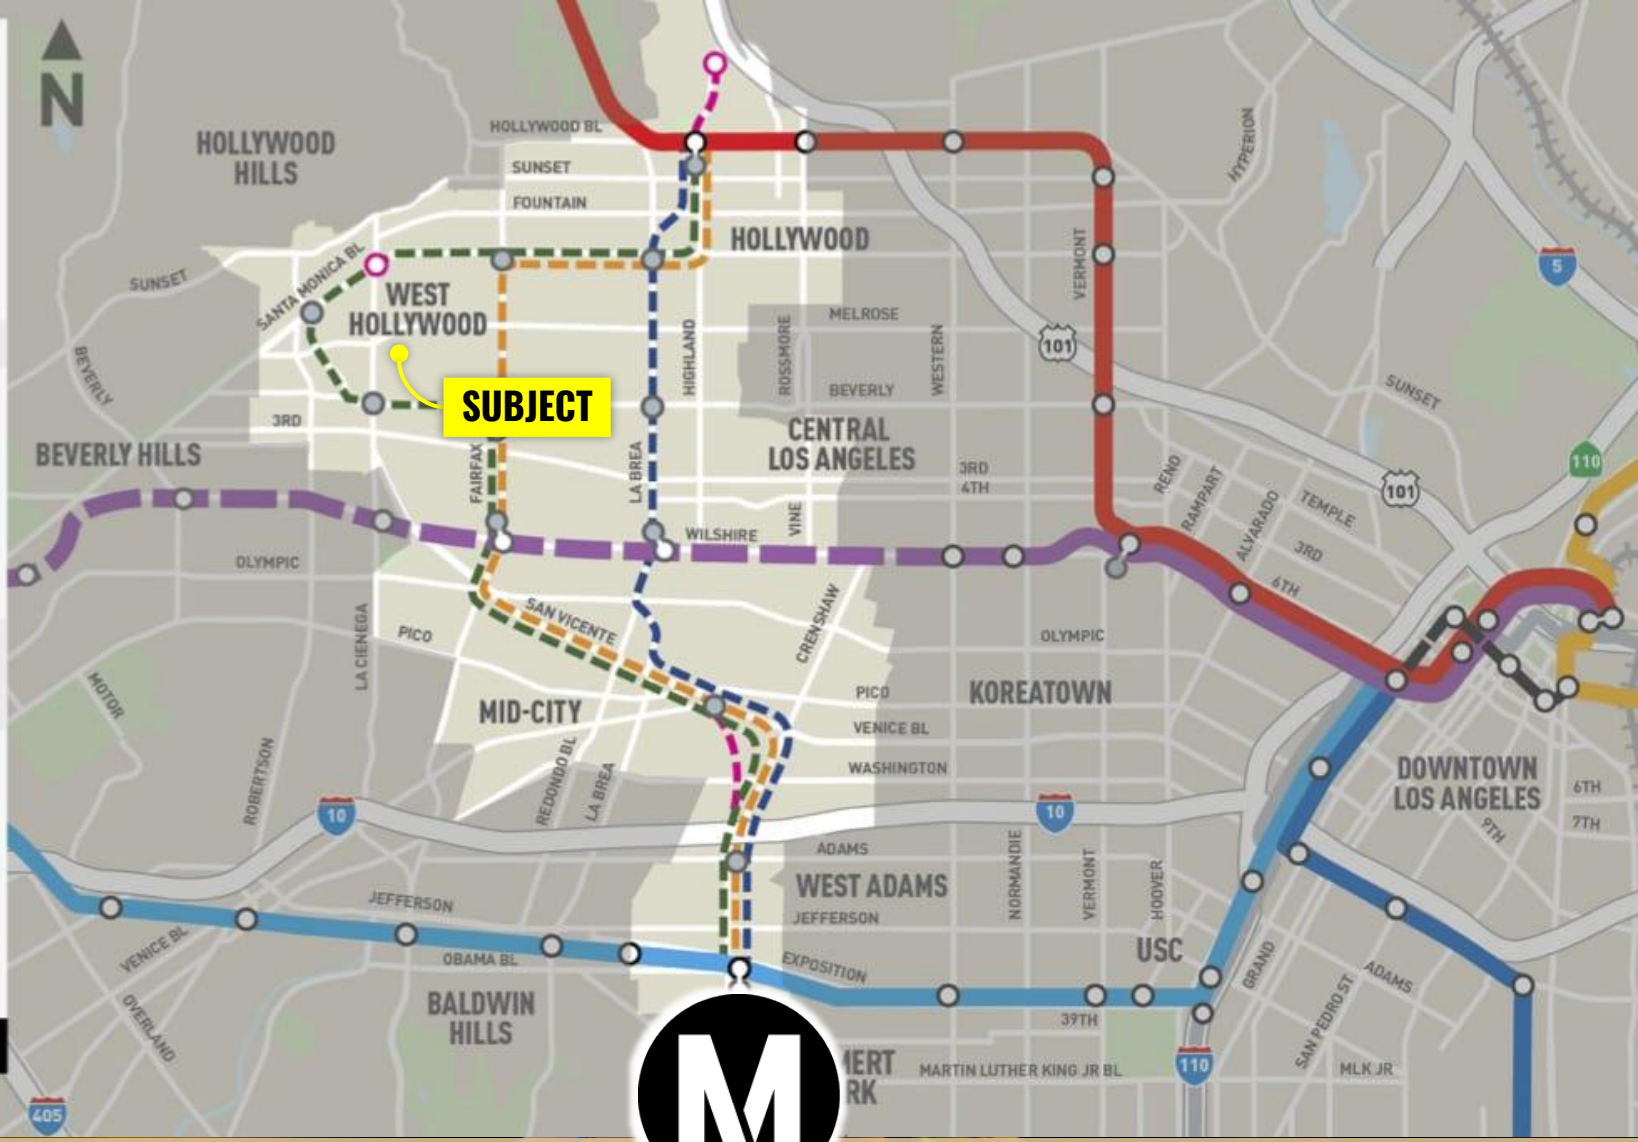 N
HOLLYWOOD
HILLS
HOLLYWOOD BL
SUNSET
FOUNTAIN
HOLLYWOOD
HYPERION
VERMONT
5
SUNSET
SANTA MONICA BL
WEST
HOLLYWOOD
SUBJECT
BEVERLY
3RD
BEVERLY HILLS
FAIRFAX
LA BREA
HIGHLAND
ROSSMORE
MELROSE
WESTERN
BEVERLY
CENTRAL
LOS ANGELES
3RD
4TH
VINE
WILSHIRE
101
SUNSET
110
101
RENO
RAMPART
ALVARADO
TEMPLE
3RD
6TH
OLYMPIC
LA CIENEGA
PICO
SAN VICENTE
CRENSHAW
OLYMPIC
PICO
KOREATOWN
MOTOR
MID-CITY
VENICE BL
WASHINGTON
ROBERTSON
REDONDO BL
LA BREA
DOWNTOWN
LOS ANGELES
6TH
7TH
9TH
10
10
ADAMS
WEST ADAMS
JEFFERSON
NORMANDIE
VERMONT
HOOVER
JEFFERSON
VENICE BL
OBAMA BL
EXPOSITION
USC
GRAND
ADAMS
SAN PEDRO ST
OVERLAND
BALDWIN
HILLS
39TH
M
MERT
RK
MARTIN LUTHER KING JR BL
110
MLK JR
405